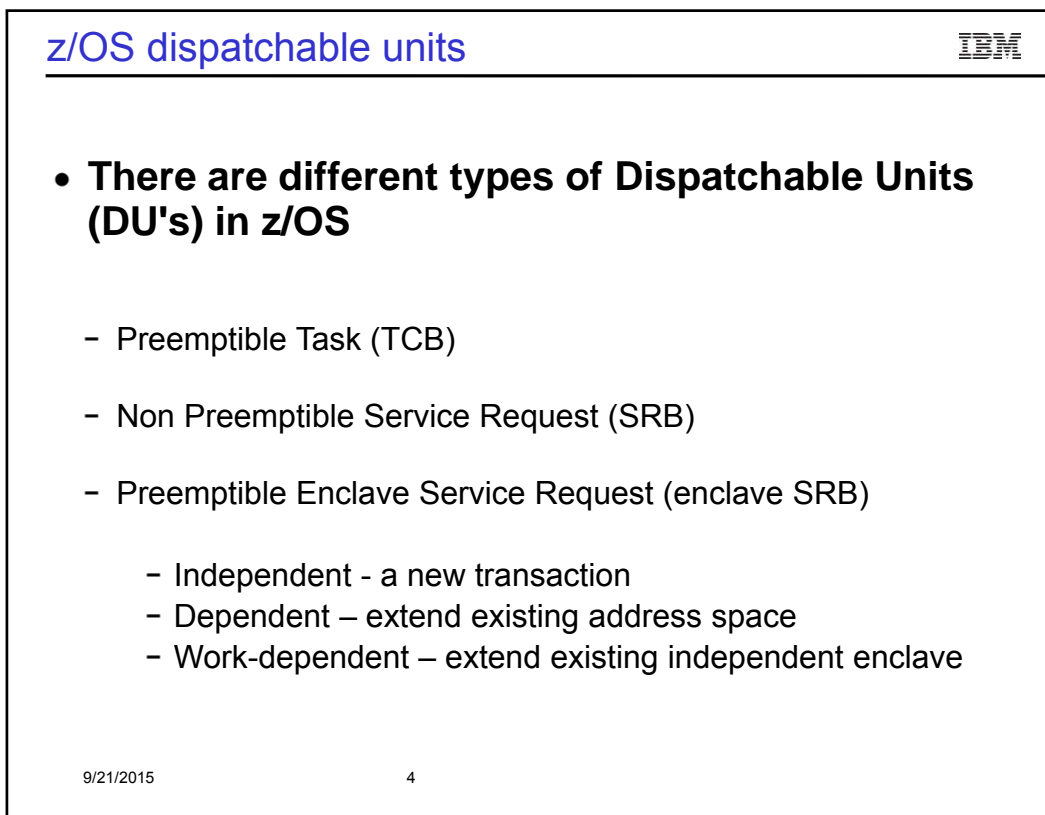 z/OS dispatchable units
IBM
• There are different types of Dispatchable Units
(DU's) in z/OS
- Preemptible Task (TCB)
- Non Preemptible Service Request (SRB)
- Preemptible Enclave Service Request (enclave SRB)
- Independent - a new transaction
- Dependent – extend existing address space
- Work-dependent – extend existing independent enclave
9/21/2015 4